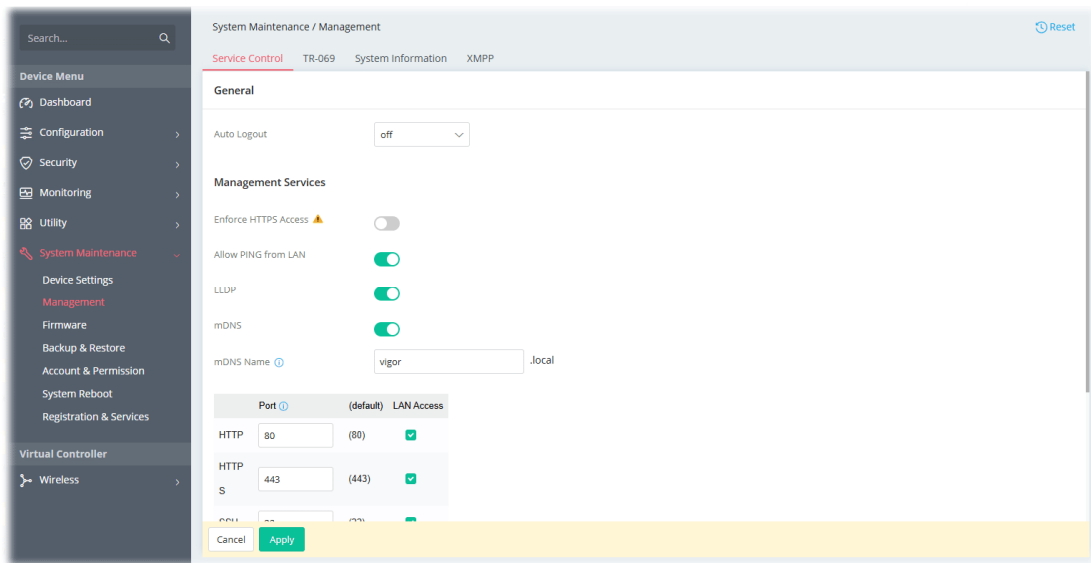 Search...
Device Menu
Dashboard
Configuration
Security
Monitoring
Utility
System Maintenance
Device Settings
Management
Firmware
Backup & Restore
Account & Permission
System Reboot
Registration & Services
Virtual Controller
Wireless
System Maintenance / Management
Reset
Service Control TR-069 System Information XMPP
General
Auto Logout off
Management Services
Enforce HTTPS Access
Allow PING from LAN
LLDP
mDNS
mDNS Name vigor .local
Port (default) LAN Access
HTTP 80 (80)
HTTP
S 443 (443)
SSH 22 (22)
Cancel Apply